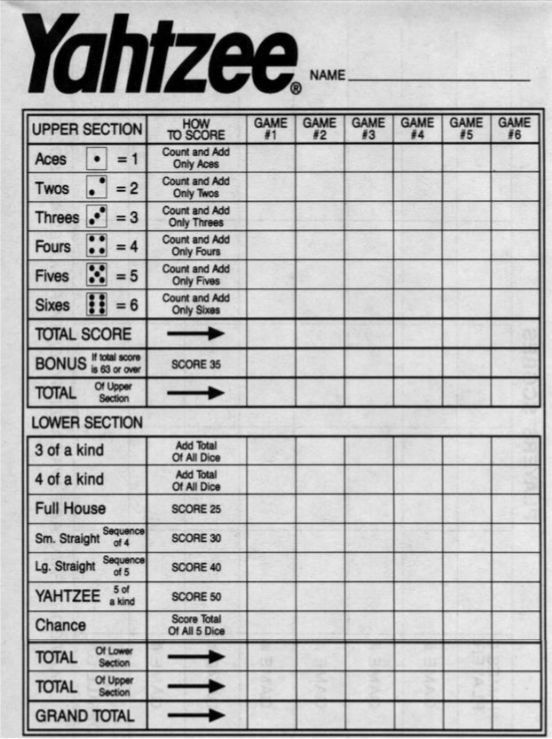 Yahtzee®
NAME
UPPER SECTION HOW TO SCORE GAME #1 GAME #2 GAME #3 GAME #4 GAME #5 GAME #6
Aces = 1 Count and Add Only Aces
Twos = 2 Count and Add Only Twos
Threes = 3 Count and Add Only Threes
Fours = 4 Count and Add Only Fours
Fives = 5 Count and Add Only Fives
Sixes = 6 Count and Add Only Sixes
TOTAL SCORE
BONUS If total score is 63 or over SCORE 35
TOTAL Of Upper Section
LOWER SECTION
3 of a kind Add Total Of All Dice
4 of a kind Add Total Of All Dice
Full House SCORE 25
Sm. Straight Sequence of 4 SCORE 30
Lg. Straight Sequence of 5 SCORE 40
YAHTZEE 5 of a kind SCORE 50
Chance Score Total Of All 5 Dice
TOTAL Of Lower Section
TOTAL Of Upper Section
GRAND TOTAL